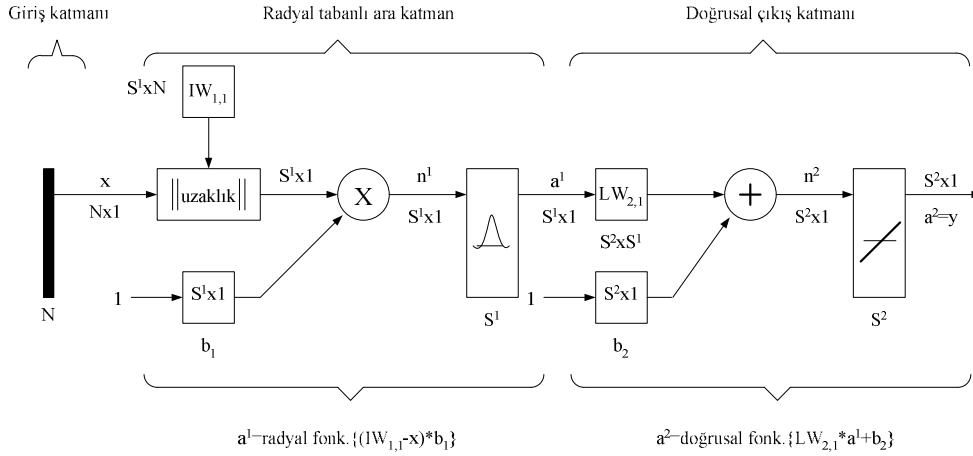 Giriş katmanı
Radyal tabanlı ara katman
Doğrusal çıkış katmanı
S¹xN
IW₁,₁
x
Nx1
‖uzaklık‖
S¹x1
X
n¹
S¹x1
a¹
S¹x1
LW₂,₁
S²xS¹
+
n²
S²x1
S²x1
a²=y
N
1
S¹x1
b₁
S¹
1
S²x1
b₂
S²
a¹=radyal fonk.{(IW₁,₁-x)*b₁}
a²=doğrusal fonk.{LW₂,₁*a¹+b₂}